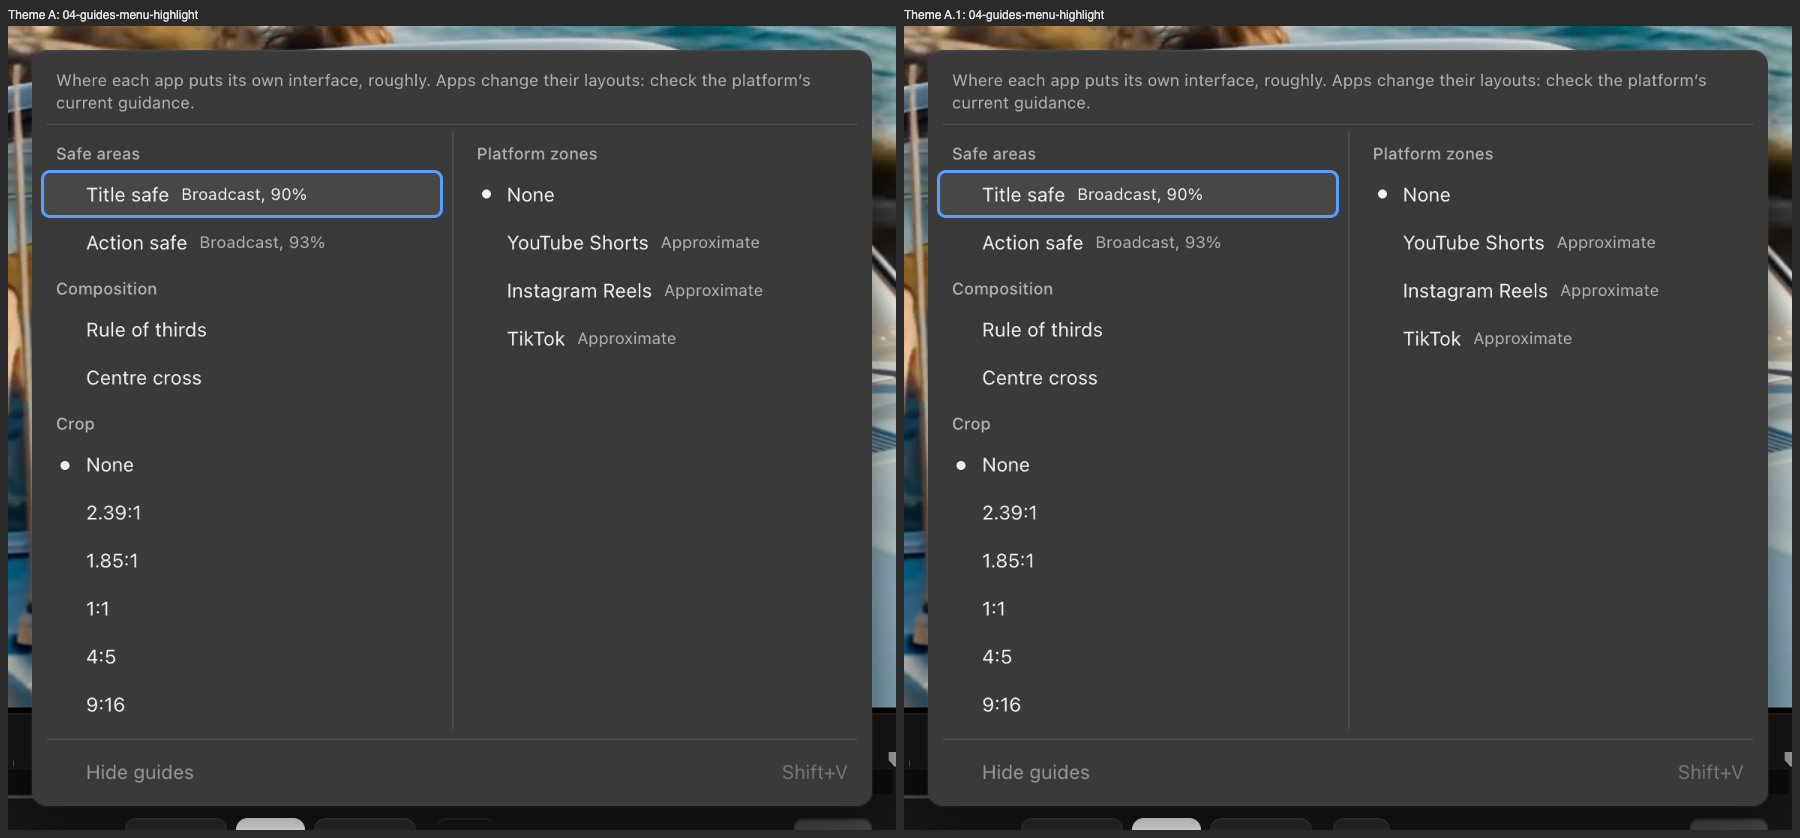 Theme A: 04-guides-menu-highlight
Where each app puts its own interface, roughly. Apps change their layouts: check the platform's
current guidance.
Safe areas
Title safe Broadcast, 90%
Action safe Broadcast, 93%
Composition
Rule of thirds
Centre cross
Crop
None
2.39:1
1.85:1
1:1
4:5
9:16
Platform zones
None
YouTube Shorts Approximate
Instagram Reels Approximate
TikTok Approximate
Hide guides Shift+V
Theme A.1: 04-guides-menu-highlight
Where each app puts its own interface, roughly. Apps change their layouts: check the platform's
current guidance.
Safe areas
Title safe Broadcast, 90%
Action safe Broadcast, 93%
Composition
Rule of thirds
Centre cross
Crop
None
2.39:1
1.85:1
1:1
4:5
9:16
Platform zones
None
YouTube Shorts Approximate
Instagram Reels Approximate
TikTok Approximate
Hide guides Shift+V